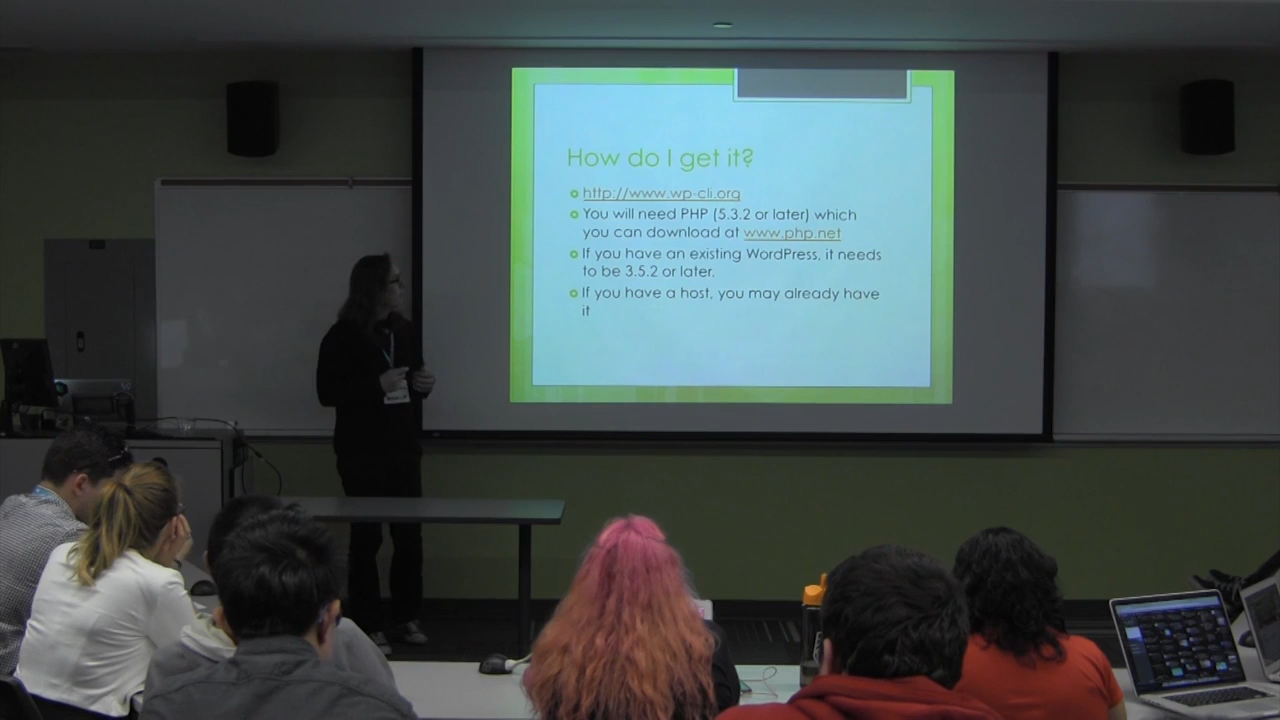 How do I get it?
http://www.wp-cli.org
You will need PHP (5.3.2 or later) which
you can download at www.php.net
If you have an existing WordPress, it needs
to be 3.5.2 or later.
If you have a host, you may already have
it